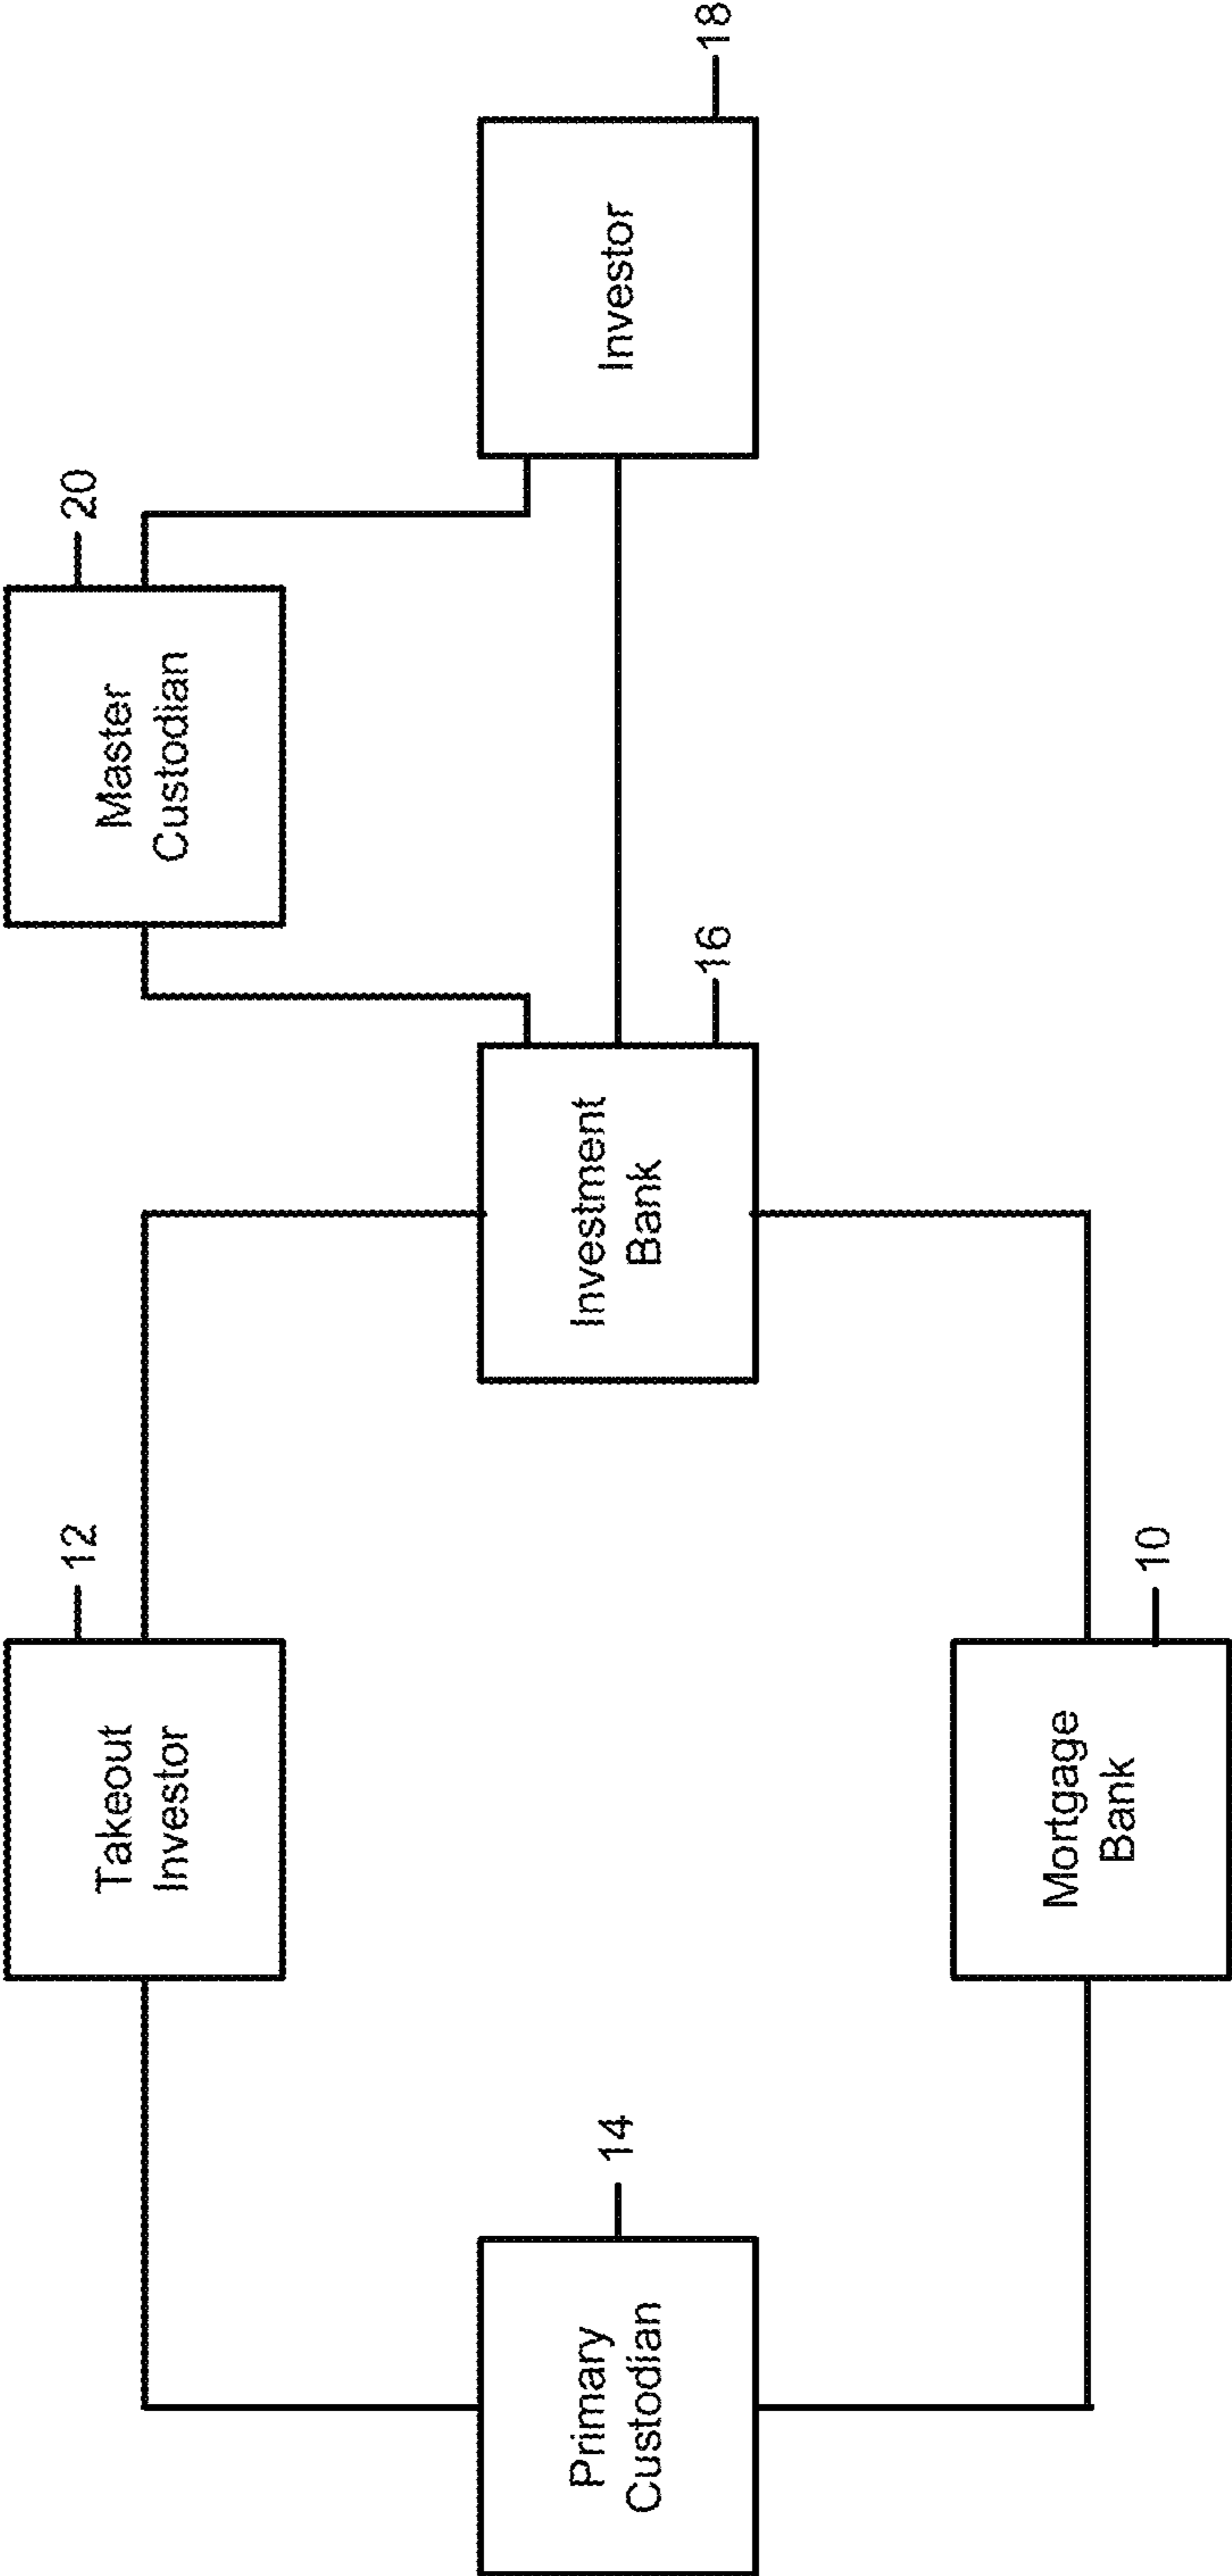 Takeout
Investor
12
Master
Custodian
20
Primary
Custodian
14
Investment
Bank
16
Investor
18
Mortgage
Bank
10